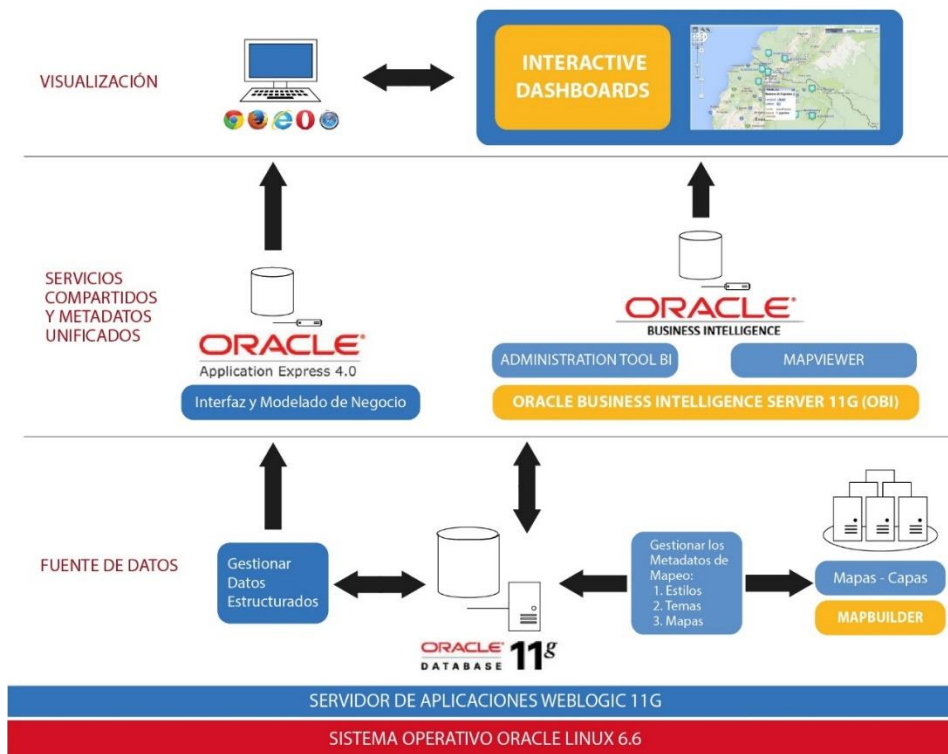 VISUALIZACIÓN
INTERACTIVE
DASHBOARDS
SERVICIOS
COMPARTIDOS
Y METADATOS
UNIFICADOS
ORACLE®
Application Express 4.0
Interfaz y Modelado de Negocio
ORACLE®
BUSINESS INTELLIGENCE
ADMINISTRATION TOOL BI
MAPVIEWER
ORACLE BUSINESS INTELLIGENCE SERVER 11G (OBI)
FUENTE DE DATOS
Gestionar
Datos
Estructurados
ORACLE®
DATABASE 11g
Gestionar los
Metadatos de
Mapeo:
1. Estilos
2. Temas
3. Mapas
Mapas - Capas
MAPBUILDER
SERVIDOR DE APLICACIONES WEBLOGIC 11G
SISTEMA OPERATIVO ORACLE LINUX 6.6